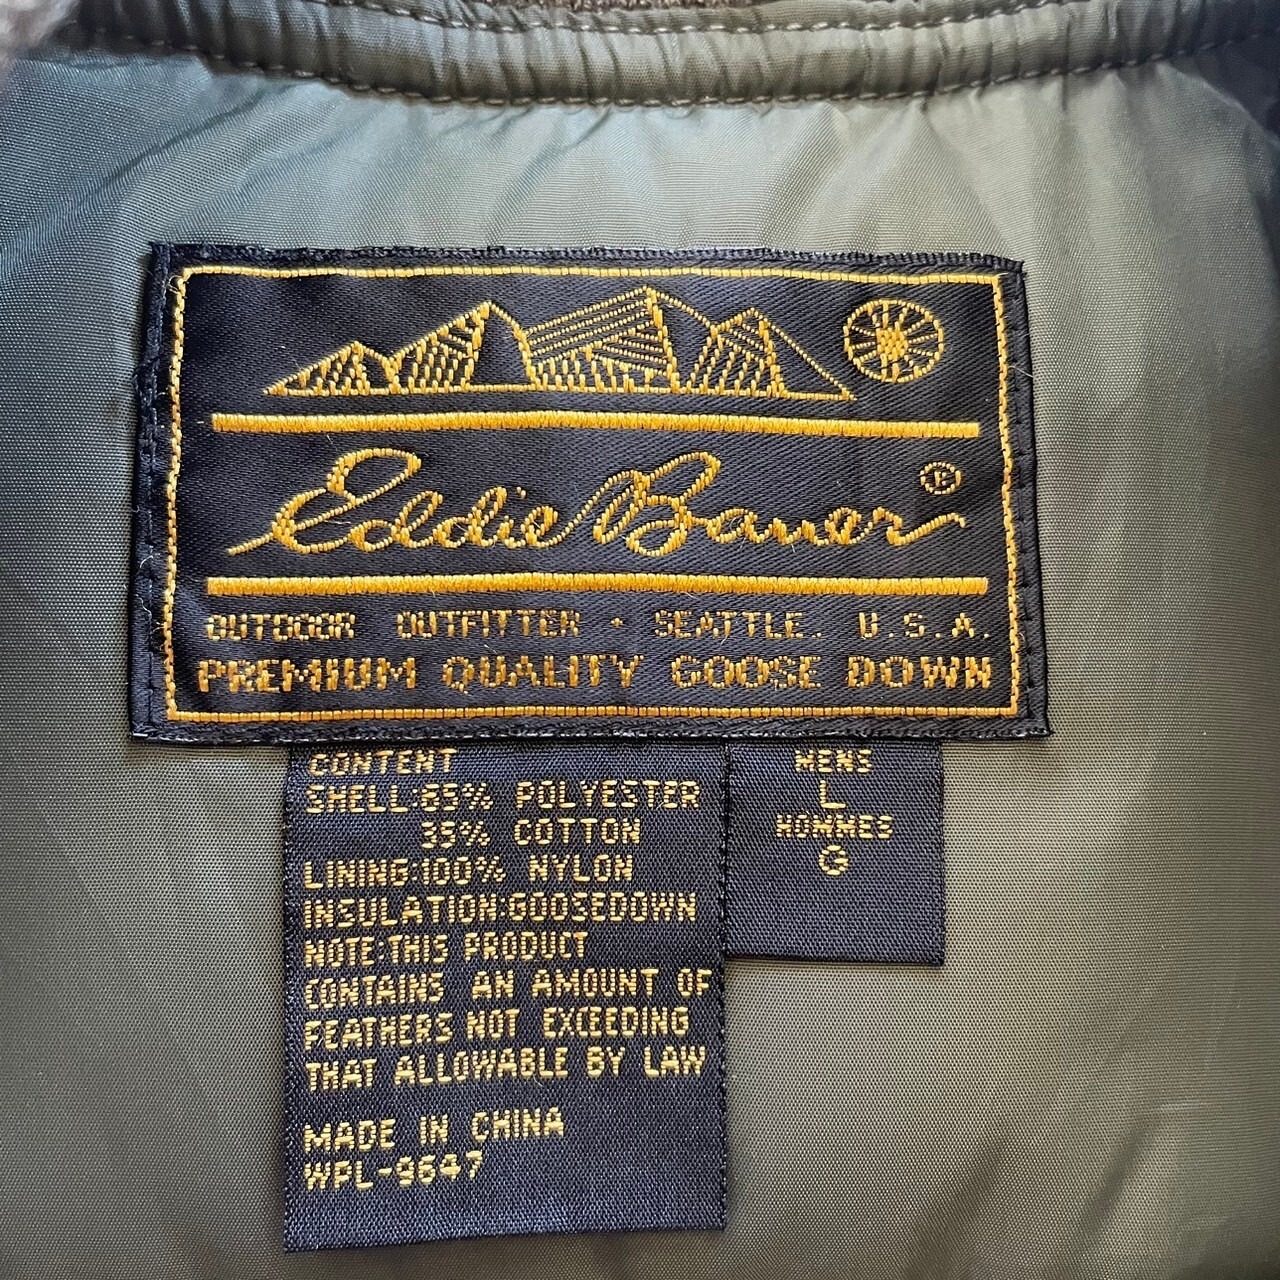 Eddie Bauer ®
OUTDOOR OUTFITTER · SEATTLE. U.S.A.
PREMIUM QUALITY GOOSE DOWN
CONTENT
SHELL:65% POLYESTER
35% COTTON
LINING:100% NYLON
INSULATION:GOOSEDOWN
NOTE:THIS PRODUCT
CONTAINS AN AMOUNT OF
FEATHERS NOT EXCEEDING
THAT ALLOWABLE BY LAW
MADE IN CHINA
WPL-9647
MENS
L
HOMMES
G